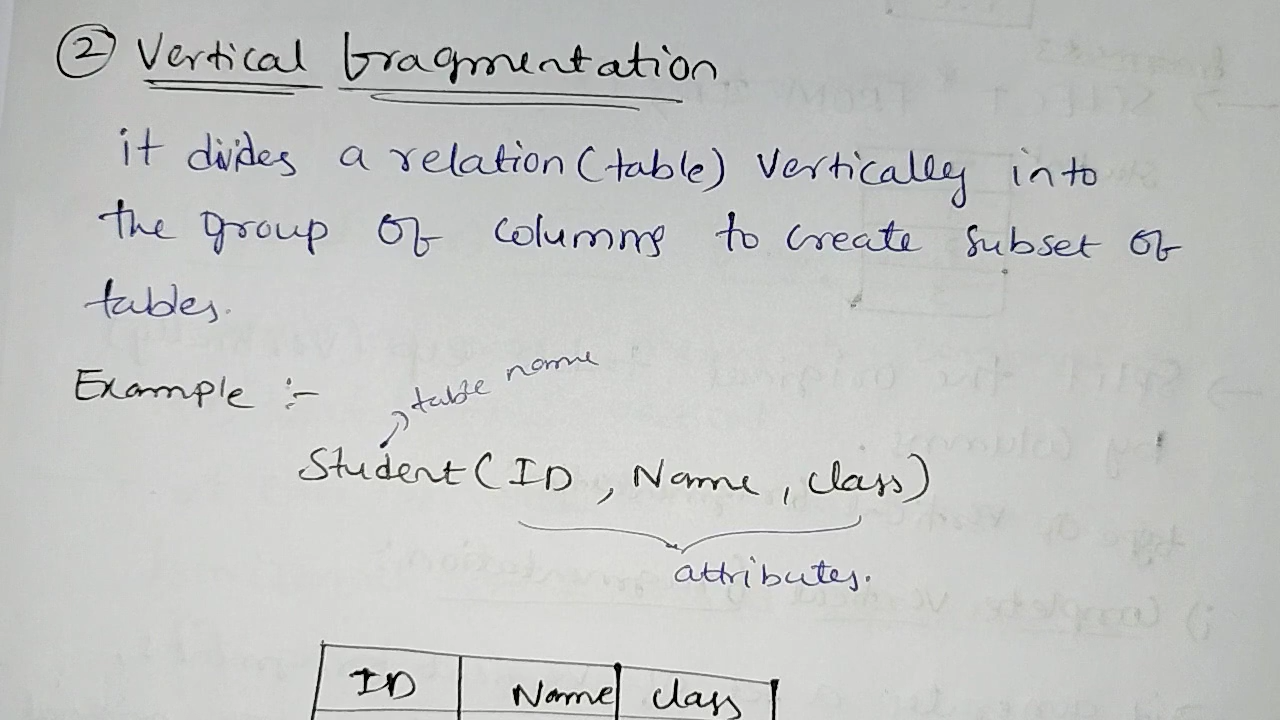 ② Vertical fragmentation
it divides a relation (table) vertically into
the group of columns to create subset of
tables.
Example :-
table name
Student (ID, Name, class)
attributes.
ID Name class